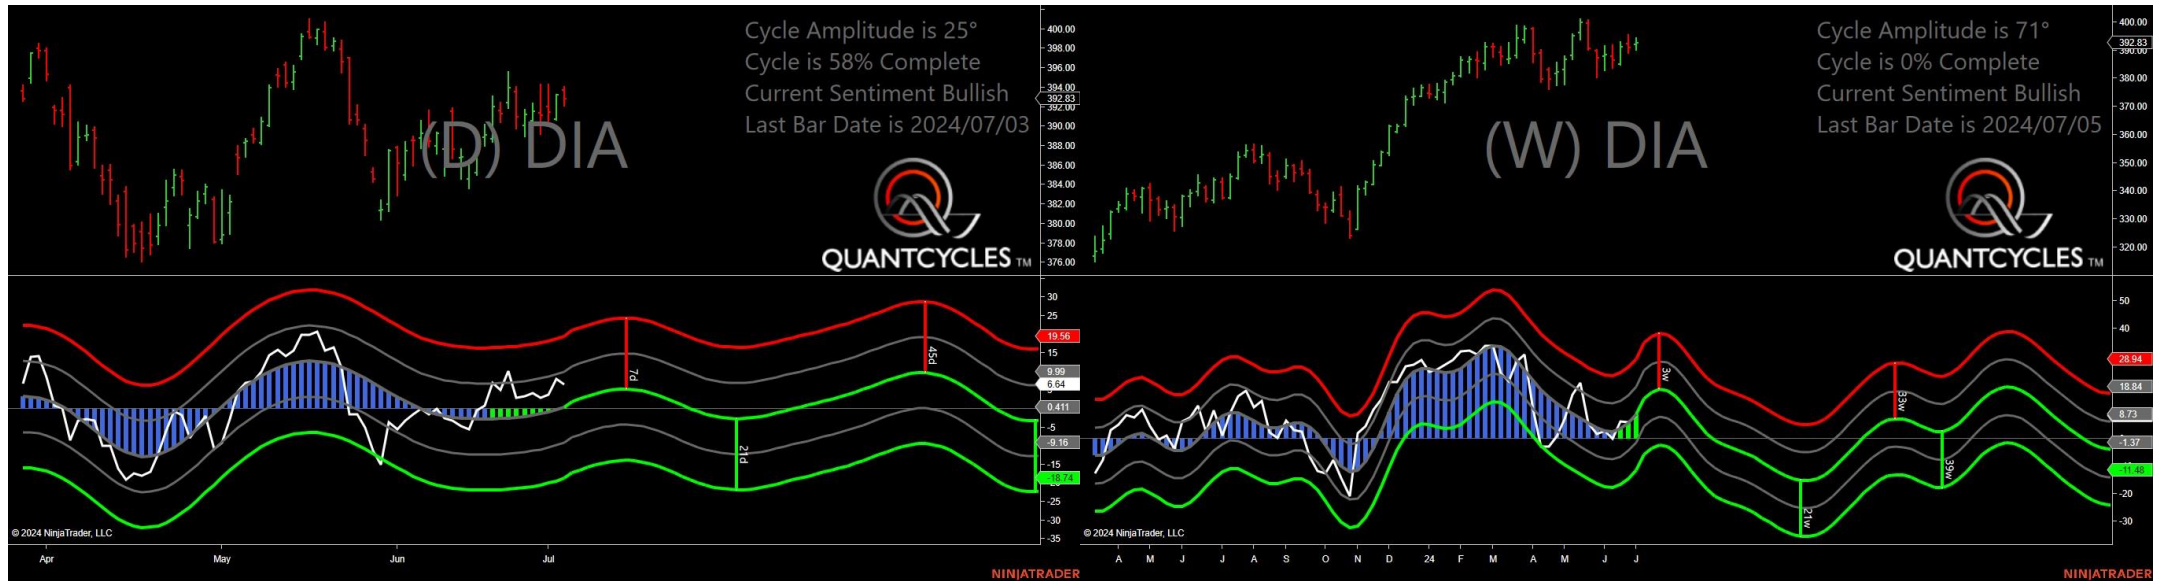 Cycle Amplitude is 25°
Cycle is 58% Complete
Current Sentiment Bullish
Last Bar Date is 2024/07/03
(D) DIA
QUANTCYCLES TM
400.00
398.00
396.00
394.00
392.83
392.00
390.00
388.00
386.00
384.00
382.00
380.00
378.00
376.00
30
25
19.56
15
9.99
6.64
0.411
-5
-9.16
-15
-18.74
-25
-30
-35
7d
21d
45d
© 2024 NinjaTrader, LLC
Apr May Jun Jul
NINJATRADER
Cycle Amplitude is 71°
Cycle is 0% Complete
Current Sentiment Bullish
Last Bar Date is 2024/07/05
(W) DIA
QUANTCYCLES TM
400.00
392.83
390.00
380.00
370.00
360.00
350.00
340.00
330.00
320.00
50
40
28.94
18.84
8.73
-1.37
-11.48
-20
-30
3w
21w
33w
39w
© 2024 NinjaTrader, LLC
A M J J A S O N D 24 F M A M J J
NINJATRADER